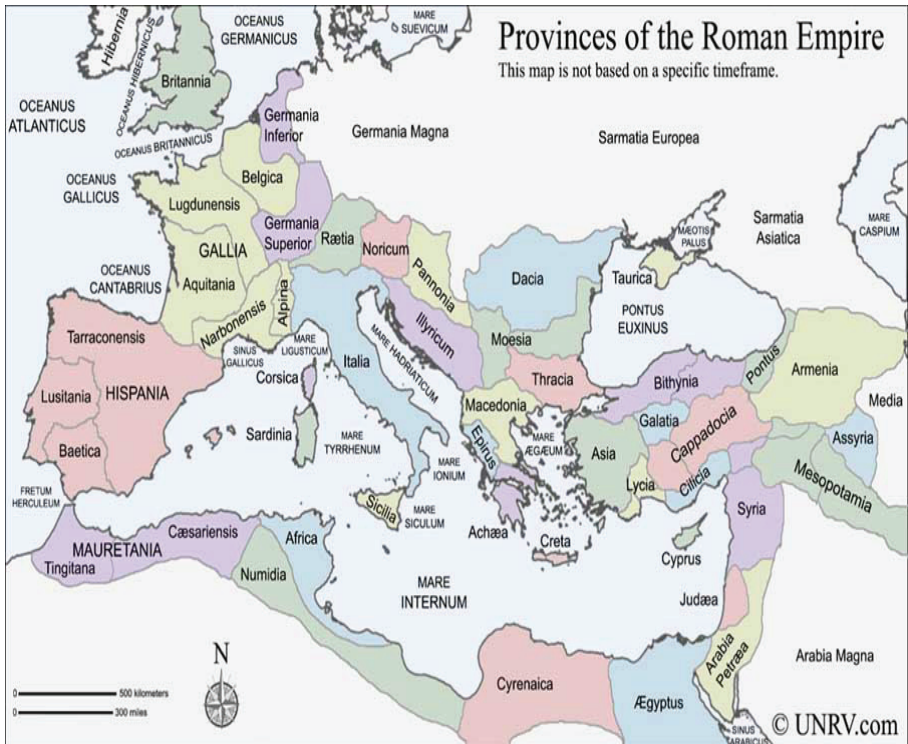 Provinces of the Roman Empire
This map is not based on a specific timeframe.
Hibernia
OCEANUS HIBERNICUS
OCEANUS
GERMANICUS
MARE
SUEVICUM
Britannia
OCEANUS
ATLANTICUS
OCEANUS BRITANNICUS
Germania
Inferior
Germania Magna
Sarmatia Europea
OCEANUS
GALLICUS
Belgica
Lugdunensis
Germania
Superior
Rætia
Noricum
Pannonia
GALLIA
Aquitania
Narbonensis
Alpina
OCEANUS
CANTABRIUS
Dacia
Taurica
MÆOTIS
PALUS
Sarmatia
Asiatica
MARE
CASPIUM
PONTUS
EUXINUS
Tarraconensis
HISPANIA
Lusitania
Baetica
SINUS
GALLICUS
MARE
LIGUSTICUM
Corsica
Sardinia
Italia
MARE HADRIATICUM
Illyricum
Moesia
Thracia
Macedonia
Epirus
MARE
ÆGÆUM
MARE
TYRRHENUM
MARE
IONIUM
Sicilia
MARE
SICULUM
Achæa
Creta
Bithynia
Pontus
Armenia
Media
Galatia
Cappadocia
Asia
Lycia
Cilicia
Assyria
Mesopotamia
Syria
Cyprus
Judæa
Arabia
Petræa
Arabia Magna
FRETUM
HERCULEUM
MAURETANIA
Tingitana
Cæsariensis
Numidia
Africa
MARE
INTERNUM
Cyrenaica
Ægyptus
SINUS
ARABICUS
N
0 500 kilometers
0 300 miles
© UNRV.com